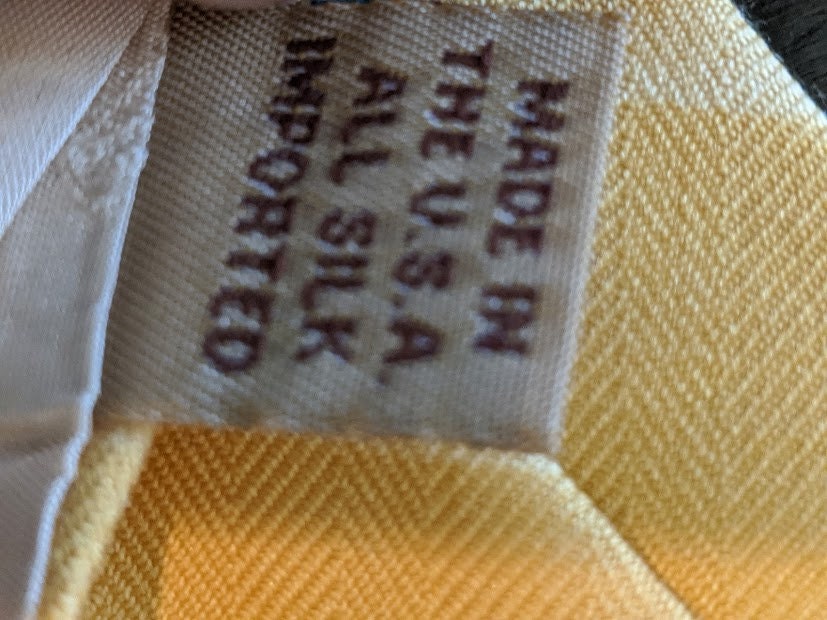 MADE IN
THE U.S.A.
ALL SILK
IMPORTED